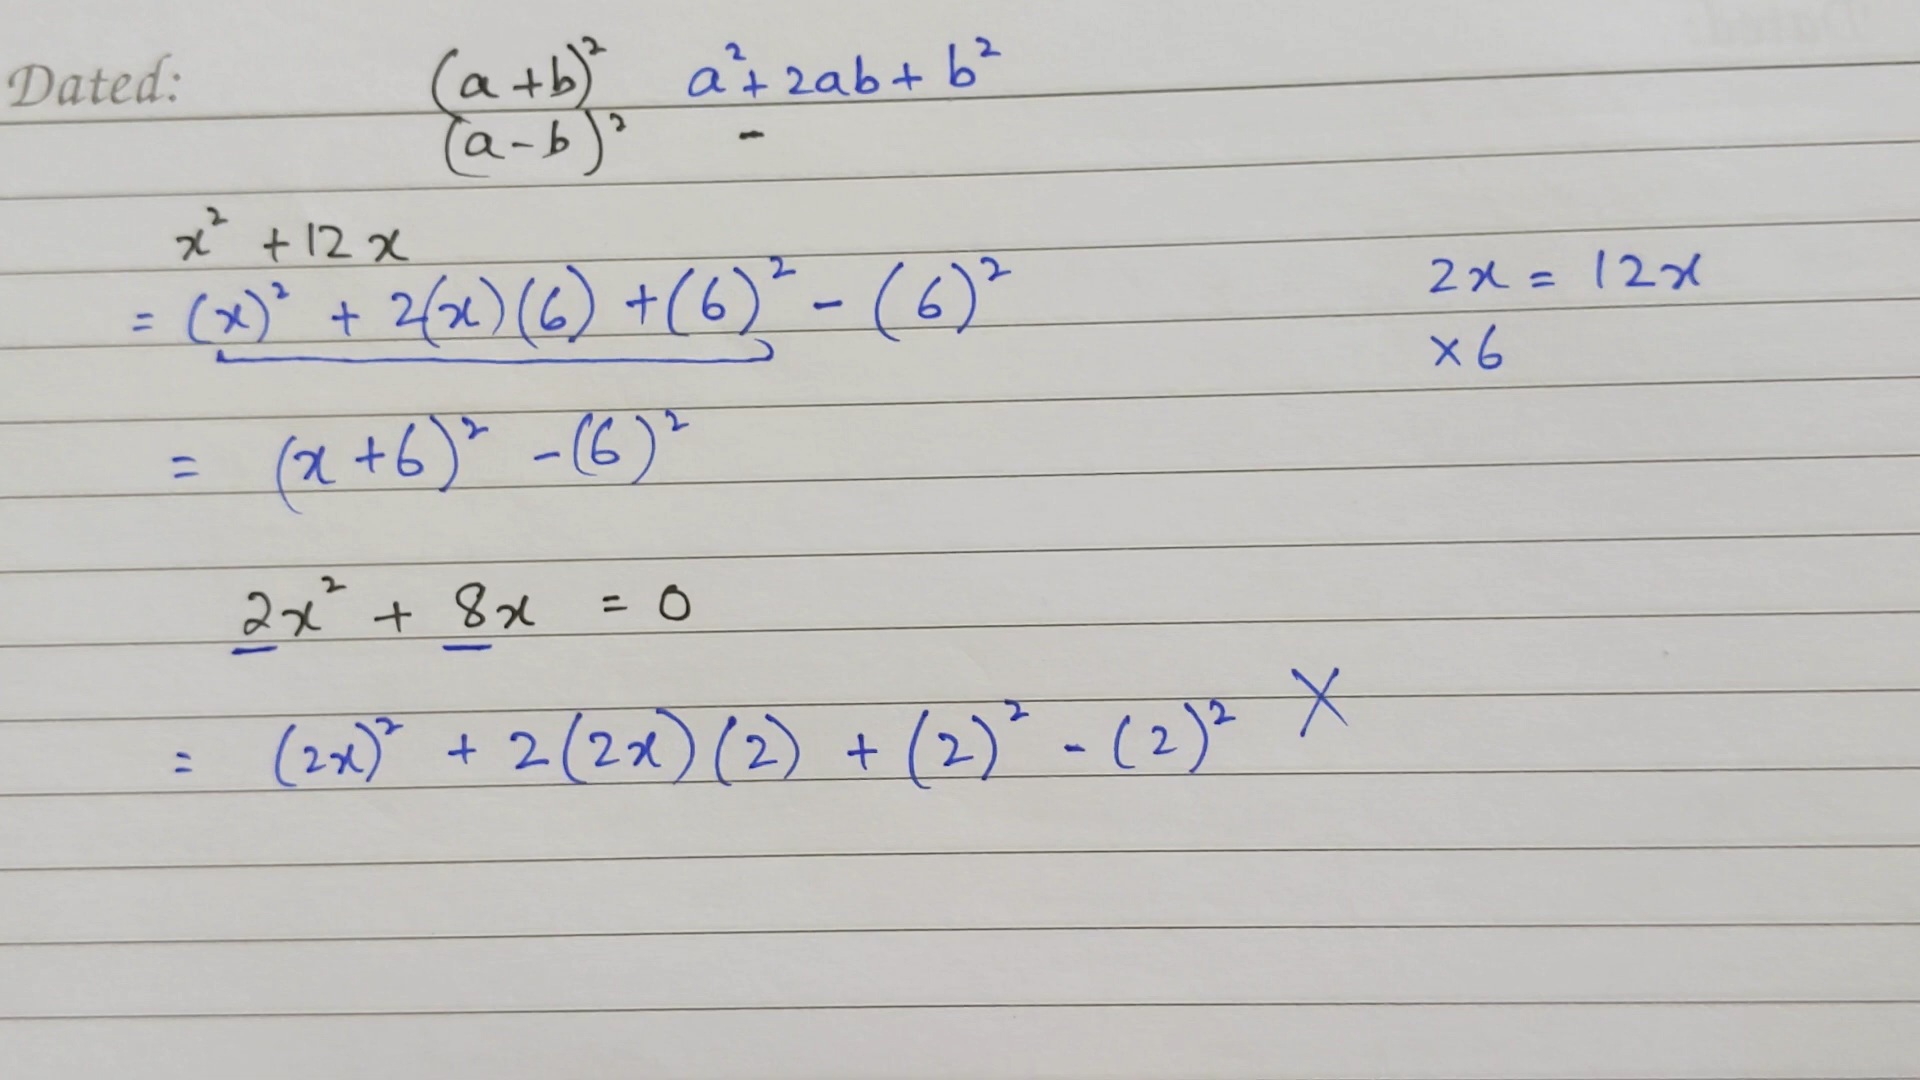 Dated:
(a+b)² a²+2ab+b²
(a-b)² -
x² +12x
= (x)² + 2(x)(6) +(6)² - (6)²
2x = 12x
×6
= (x+6)² -(6)²
2x² + 8x = 0
= (2x)² + 2(2x)(2) + (2)² - (2)² X